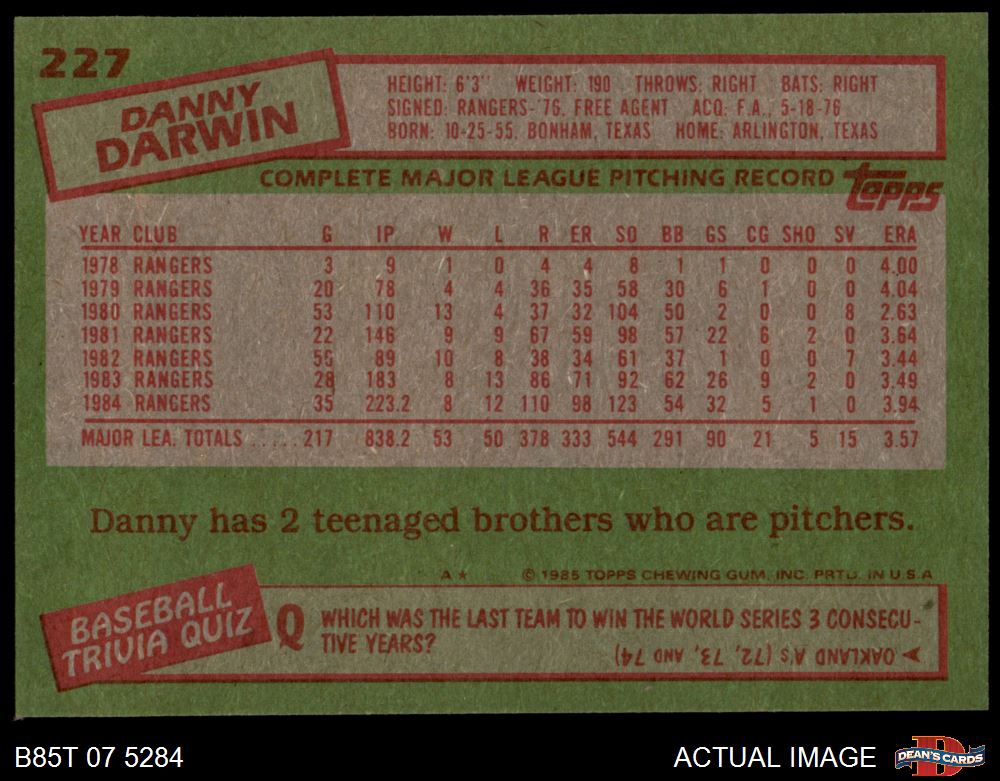 227
DANNY
DARWIN
HEIGHT: 6'3" WEIGHT: 190 THROWS: RIGHT BATS: RIGHT
SIGNED: RANGERS-'76, FREE AGENT ACQ: F.A., 5-18-76
BORN: 10-25-55, BONHAM, TEXAS HOME: ARLINGTON, TEXAS
COMPLETE MAJOR LEAGUE PITCHING RECORD topps
YEAR CLUB G IP W L R ER SO BB GS CG SHO SV ERA
1978 RANGERS 3 9 1 0 4 4 8 1 1 0 0 0 4.00
1979 RANGERS 20 78 4 4 36 35 58 30 6 1 0 0 4.04
1980 RANGERS 53 110 13 4 37 32 104 50 2 0 0 8 2.63
1981 RANGERS 22 146 9 9 67 59 98 57 22 6 2 0 3.64
1982 RANGERS 56 89 10 8 38 34 61 37 1 0 0 7 3.44
1983 RANGERS 28 183 8 13 86 71 92 62 26 9 2 0 3.49
1984 RANGERS 35 223.2 8 12 110 98 123 54 32 5 1 0 3.94
MAJOR LEA. TOTALS ..... 217 838.2 53 50 378 333 544 291 90 21 5 15 3.57
Danny has 2 teenaged brothers who are pitchers.
A* © 1985 TOPPS CHEWING GUM, INC. PRTD. IN U.S.A.
BASEBALL
TRIVIA QUIZ
Q WHICH WAS THE LAST TEAM TO WIN THE WORLD SERIES 3 CONSECU-
TIVE YEARS?
➤ OAKLAND A's ('72, '73, AND '74)
B85T 07 5284 ACTUAL IMAGE D DEAN'S CARDS